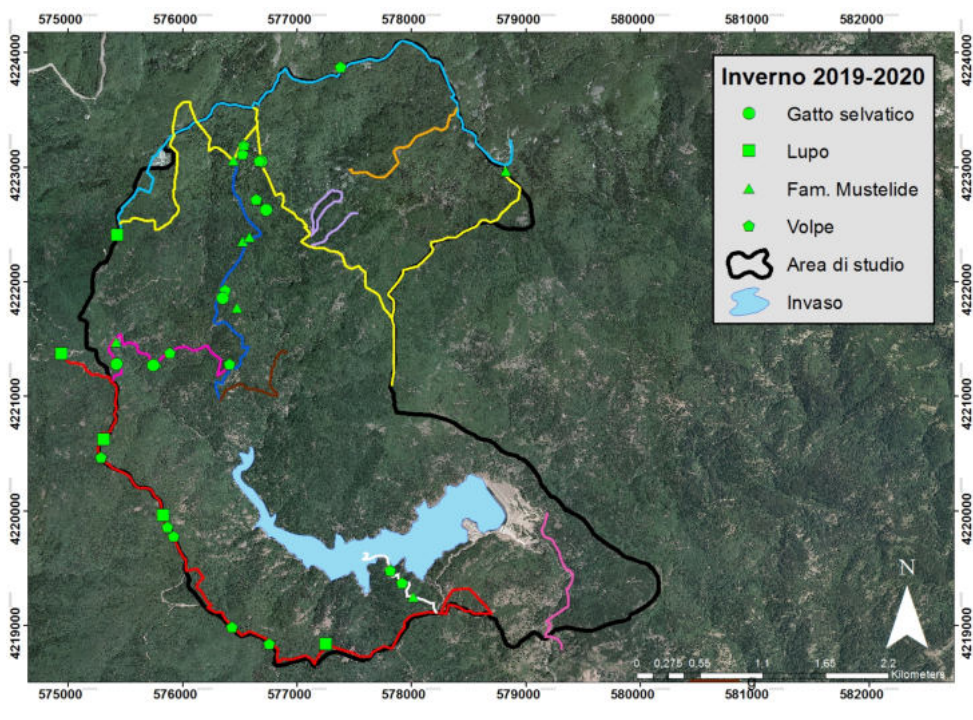 575000 576000 577000 578000 579000 580000 581000 582000
4224000 4224000
Inverno 2019-2020
Gatto selvatico
Lupo
Fam. Mustelide
Volpe
Area di studio
Invaso
4223000 4223000
4222000 4222000
4221000 4221000
4220000 4220000
4219000 4219000
N
0 0,275 0,55 1,1 1,65 2,2
Kilometers
575000 576000 577000 578000 579000 580000 581000 582000